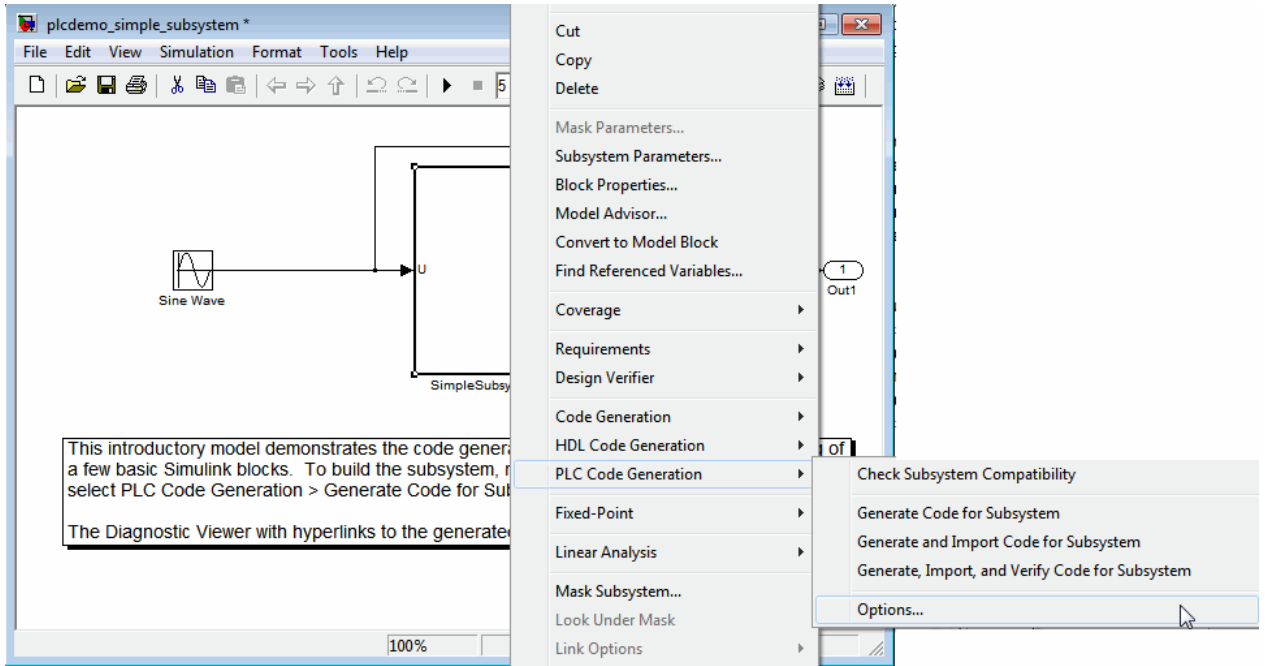 plcdemo_simple_subsystem *
File Edit View Simulation Format Tools Help
5
U
Sine Wave
1
Out1
This introductory model demonstrates the code
of
a few basic Simulink blocks. To build the subsystem,
select PLC Code Generation > Generate Code for
The Diagnostic Viewer with hyperlinks to the
100%
Cut
Copy
Delete
Mask Parameters...
Subsystem Parameters...
Block Properties...
Model Advisor...
Convert to Model Block
Find Referenced Variables...
Coverage
Requirements
Design Verifier
Code Generation
HDL Code Generation
PLC Code Generation
Fixed-Point
Linear Analysis
Mask Subsystem...
Look Under Mask
Link Options
Check Subsystem Compatibility
Generate Code for Subsystem
Generate and Import Code for Subsystem
Generate, Import, and Verify Code for Subsystem
Options...